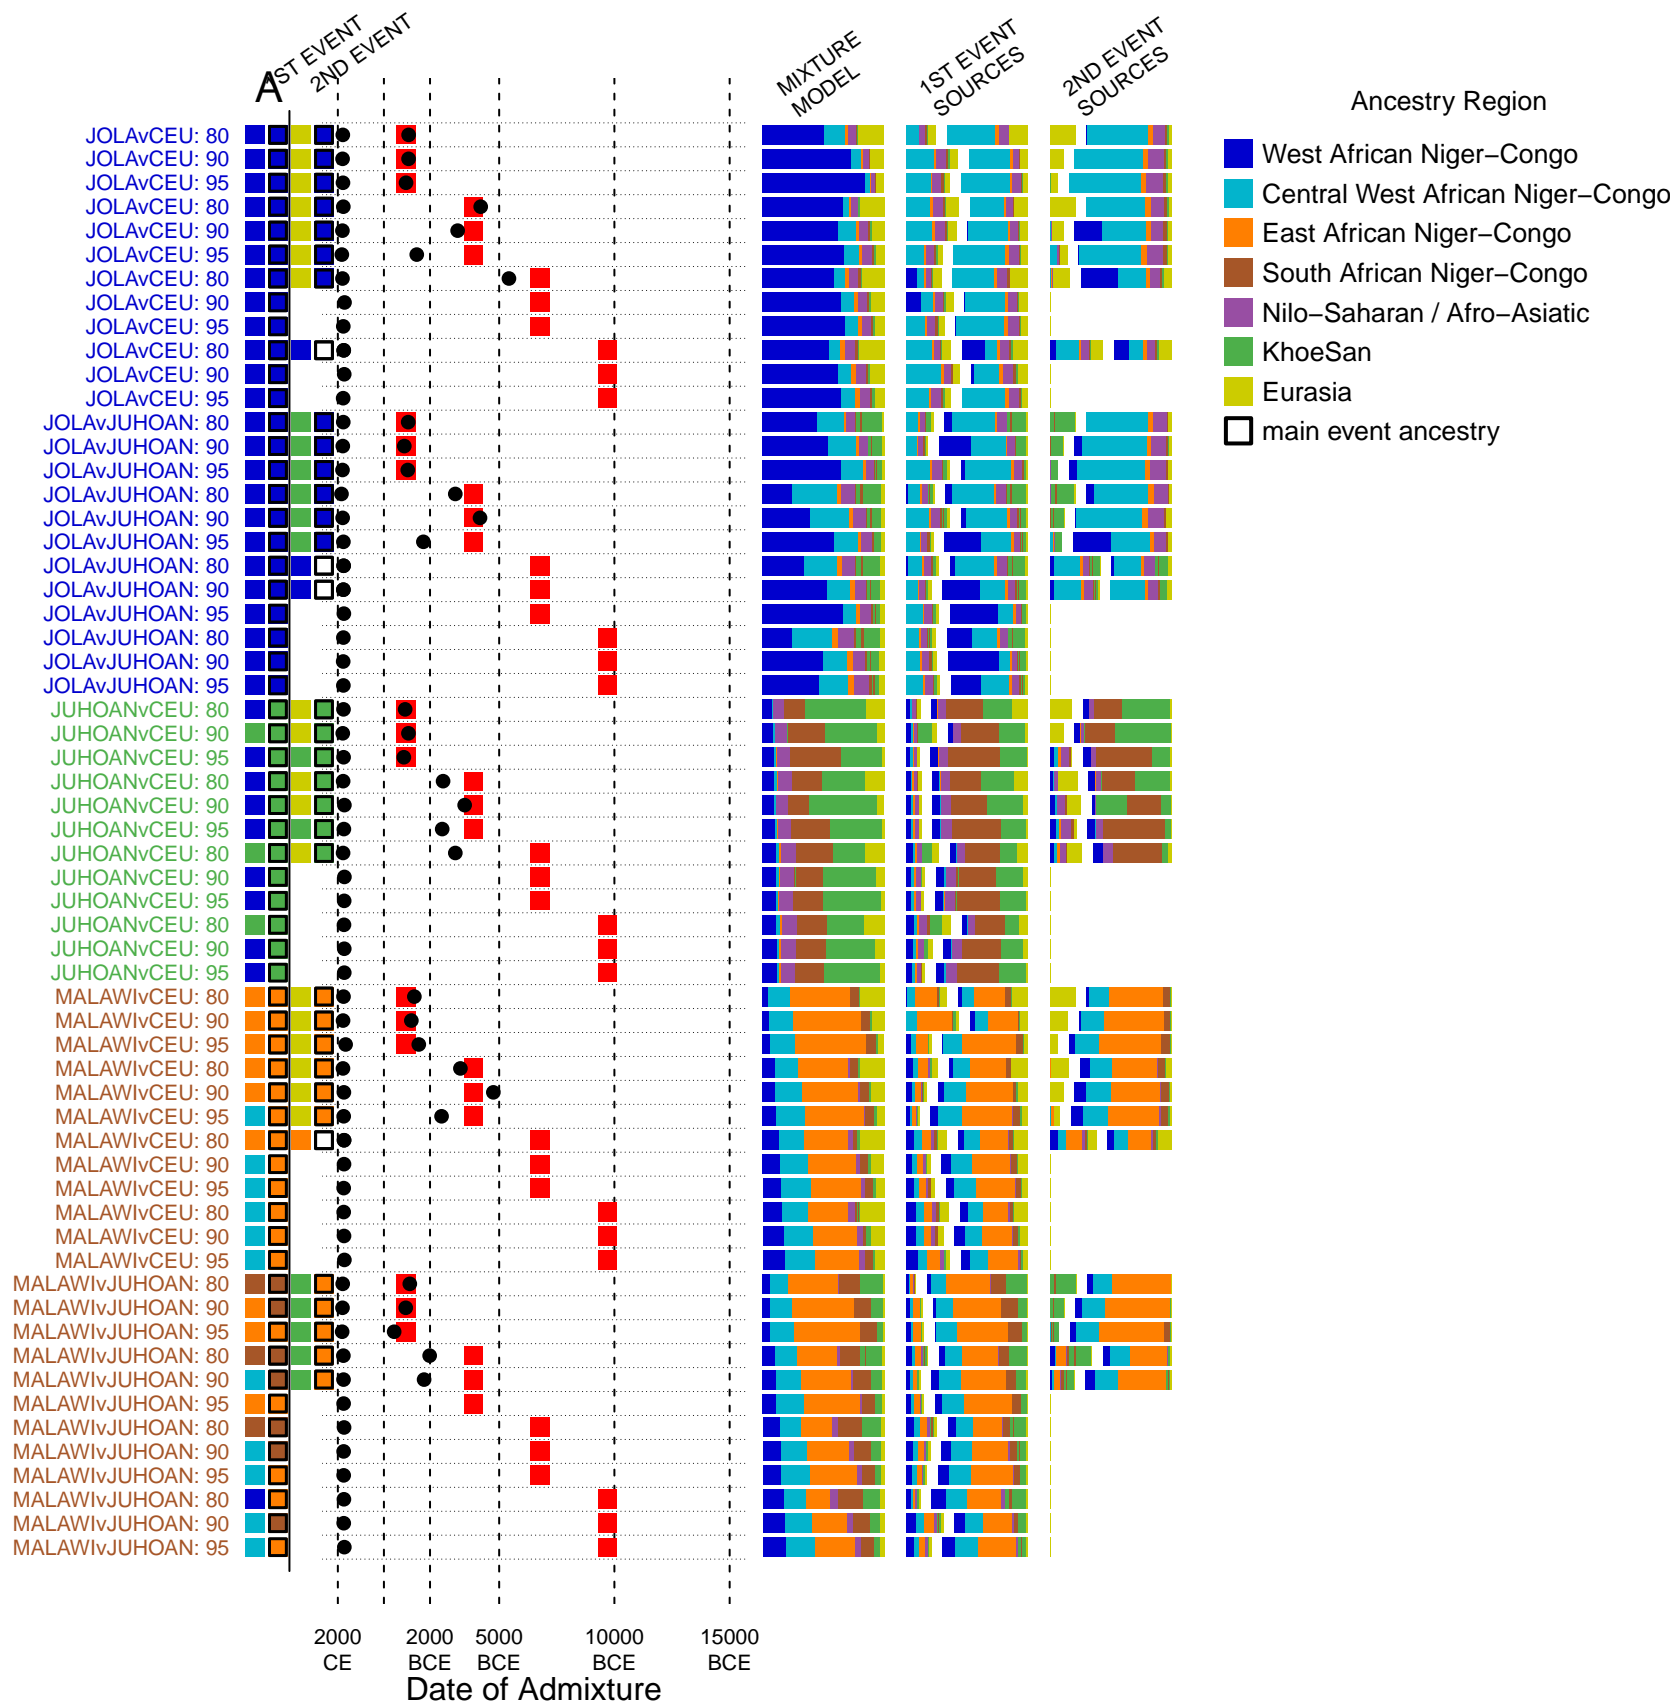 A
1ST EVENT
2ND EVENT
MIXTURE
MODEL
1ST EVENT
SOURCES
2ND EVENT
SOURCES
Ancestry Region
West African Niger−Congo
Central West African Niger−Congo
East African Niger−Congo
South African Niger−Congo
Nilo−Saharan / Afro−Asiatic
KhoeSan
Eurasia
main event ancestry
JOLAvCEU: 80
JOLAvCEU: 90
JOLAvCEU: 95
JOLAvCEU: 80
JOLAvCEU: 90
JOLAvCEU: 95
JOLAvCEU: 80
JOLAvCEU: 90
JOLAvCEU: 95
JOLAvCEU: 80
JOLAvCEU: 90
JOLAvCEU: 95
JOLAvJUHOAN: 80
JOLAvJUHOAN: 90
JOLAvJUHOAN: 95
JOLAvJUHOAN: 80
JOLAvJUHOAN: 90
JOLAvJUHOAN: 95
JOLAvJUHOAN: 80
JOLAvJUHOAN: 90
JOLAvJUHOAN: 95
JOLAvJUHOAN: 80
JOLAvJUHOAN: 90
JOLAvJUHOAN: 95
JUHOANvCEU: 80
JUHOANvCEU: 90
JUHOANvCEU: 95
JUHOANvCEU: 80
JUHOANvCEU: 90
JUHOANvCEU: 95
JUHOANvCEU: 80
JUHOANvCEU: 90
JUHOANvCEU: 95
JUHOANvCEU: 80
JUHOANvCEU: 90
JUHOANvCEU: 95
MALAWIvCEU: 80
MALAWIvCEU: 90
MALAWIvCEU: 95
MALAWIvCEU: 80
MALAWIvCEU: 90
MALAWIvCEU: 95
MALAWIvCEU: 80
MALAWIvCEU: 90
MALAWIvCEU: 95
MALAWIvCEU: 80
MALAWIvCEU: 90
MALAWIvCEU: 95
MALAWIvJUHOAN: 80
MALAWIvJUHOAN: 90
MALAWIvJUHOAN: 95
MALAWIvJUHOAN: 80
MALAWIvJUHOAN: 90
MALAWIvJUHOAN: 95
MALAWIvJUHOAN: 80
MALAWIvJUHOAN: 90
MALAWIvJUHOAN: 95
MALAWIvJUHOAN: 80
MALAWIvJUHOAN: 90
MALAWIvJUHOAN: 95
2000 2000 5000 10000 15000
CE BCE BCE BCE BCE
Date of Admixture